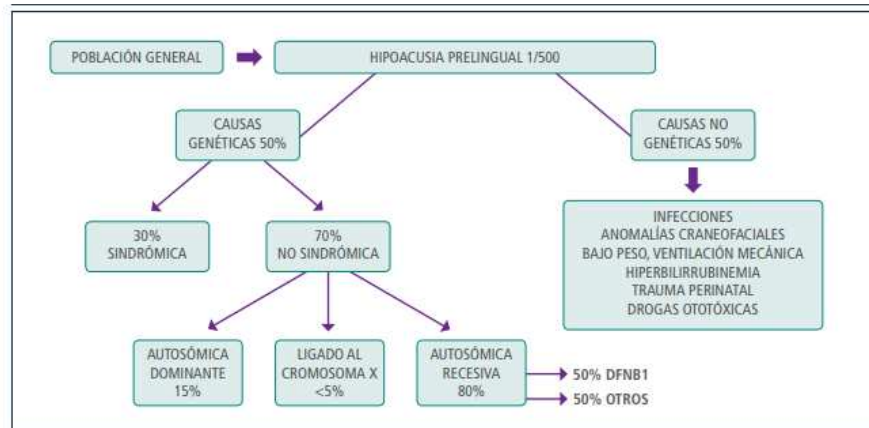 POBLACIÓN GENERAL
HIPOACUSIA PRELINGUAL 1/500
CAUSAS
GENÉTICAS 50%
CAUSAS NO
GENÉTICAS 50%
30%
SINDRÓMICA
70%
NO SINDRÓMICA
INFECCIONES
ANOMALÍAS CRANEOFACIALES
BAJO PESO, VENTILACIÓN MECÁNICA
HIPERBILIRRUBINEMIA
TRAUMA PERINATAL
DROGAS OTOTÓXICAS
AUTOSÓMICA
DOMINANTE
15%
LIGADO AL
CROMOSOMA X
<5%
AUTOSÓMICA
RECESIVA
80%
50% DFNB1
50% OTROS